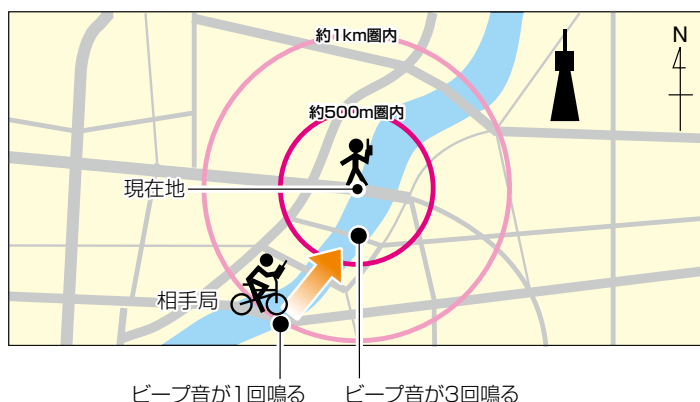 約1km圏内
N
約500m圏内
現在地
相手局
ビープ音が1回鳴る
ビープ音が3回鳴る